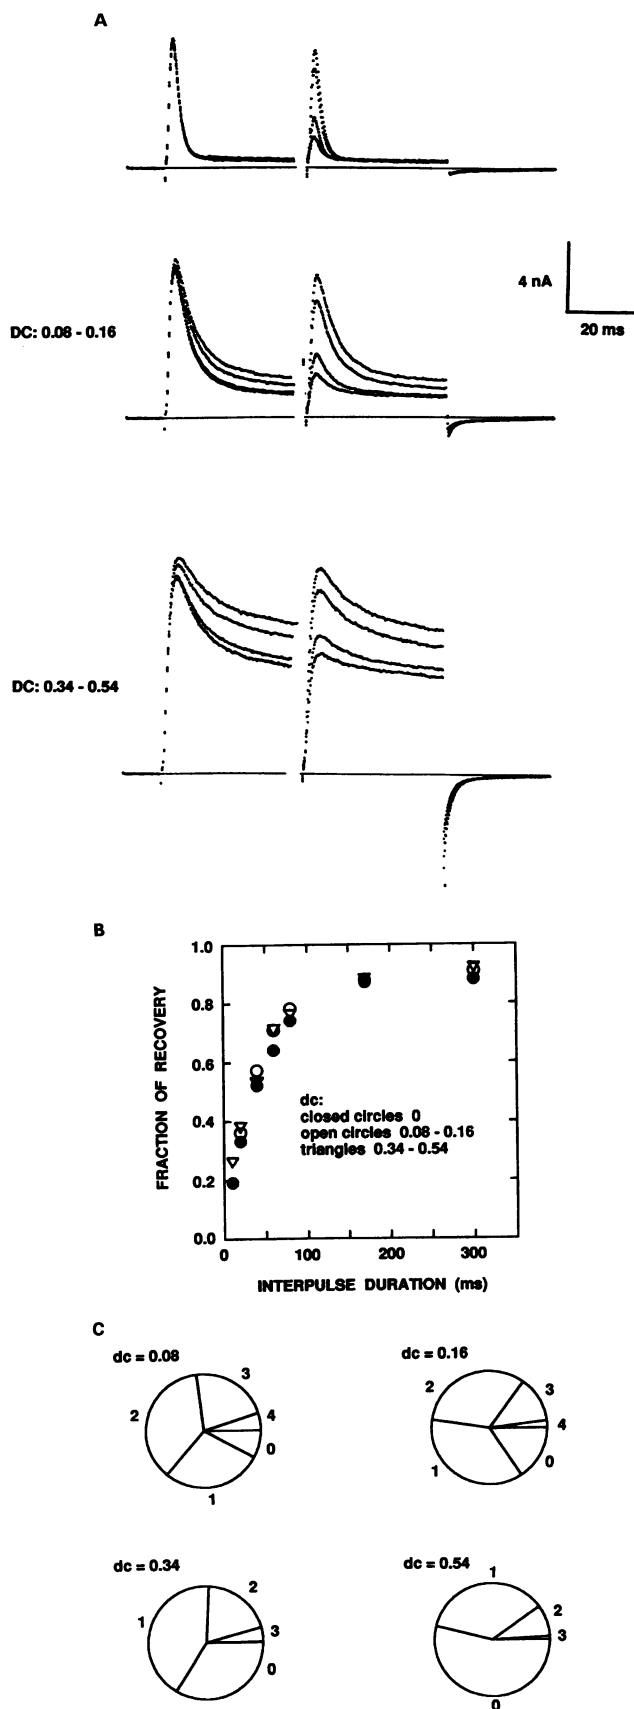 A
4 nA
20 ms
DC: 0.08 - 0.16
DC: 0.34 - 0.54
B
FRACTION OF RECOVERY
1.0
0.8
0.6
0.4
0.2
0.0
dc:
closed circles 0
open circles 0.08 - 0.16
triangles 0.34 - 0.54
0
100
200
300
INTERPULSE DURATION (ms)
C
dc = 0.08
3
2
4
0
1
dc = 0.16
2
3
4
1
0
dc = 0.34
2
1
3
0
dc = 0.54
1
2
3
0